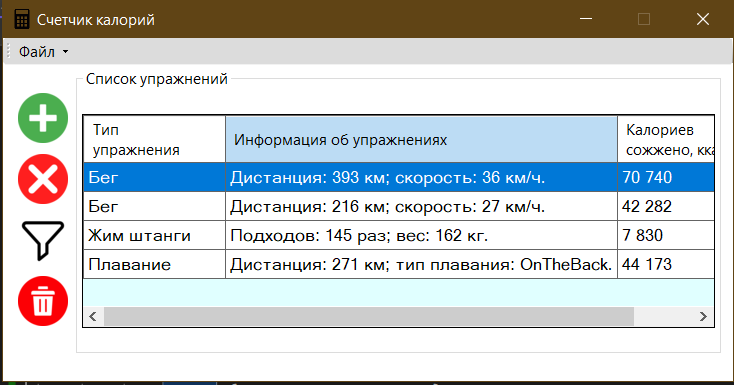 Счетчик калорий
Файл
Список упражнений
Тип
упражнения
Информация об упражнениях
Калориев
сожжено, кка
Бег Дистанция: 393 км; скорость: 36 км/ч. 70 740
Бег Дистанция: 216 км; скорость: 27 км/ч. 42 282
Жим штанги Подходов: 145 раз; вес: 162 кг. 7 830
Плавание Дистанция: 271 км; тип плавания: OnTheBack. 44 173